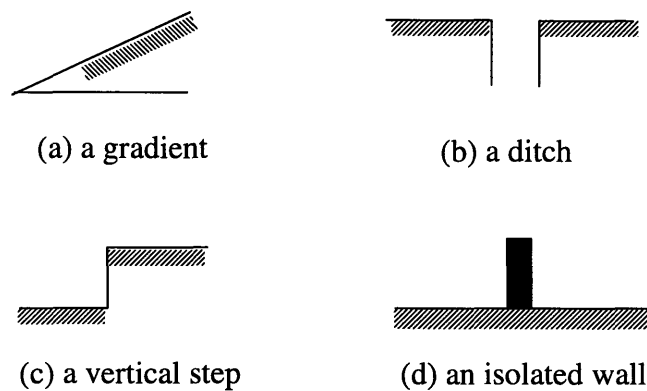 (a) a gradient
(b) a ditch
(c) a vertical step
(d) an isolated wall